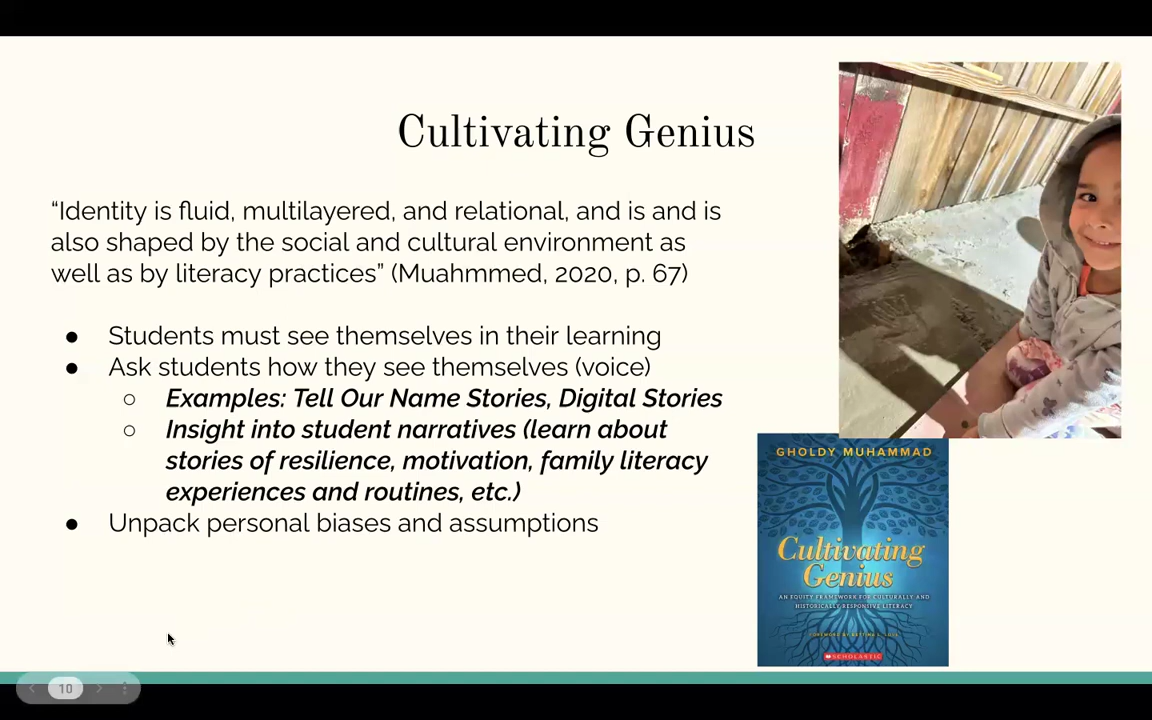 Cultivating Genius
“Identity is fluid, multilayered, and relational, and is and is
also shaped by the social and cultural environment as
well as by literacy practices” (Muahmmed, 2020, p. 67)
● Students must see themselves in their learning
● Ask students how they see themselves (voice)
○ Examples: Tell Our Name Stories, Digital Stories
○ Insight into student narratives (learn about
stories of resilience, motivation, family literacy
experiences and routines, etc.)
● Unpack personal biases and assumptions
GHOLDY MUHAMMAD
Cultivating
Genius
AN EQUITY FRAMEWORK FOR CULTURALLY AND
HISTORICALLY RESPONSIVE LITERACY
FOREWORD BY BETTINA L. LOVE
SCHOLASTIC
10